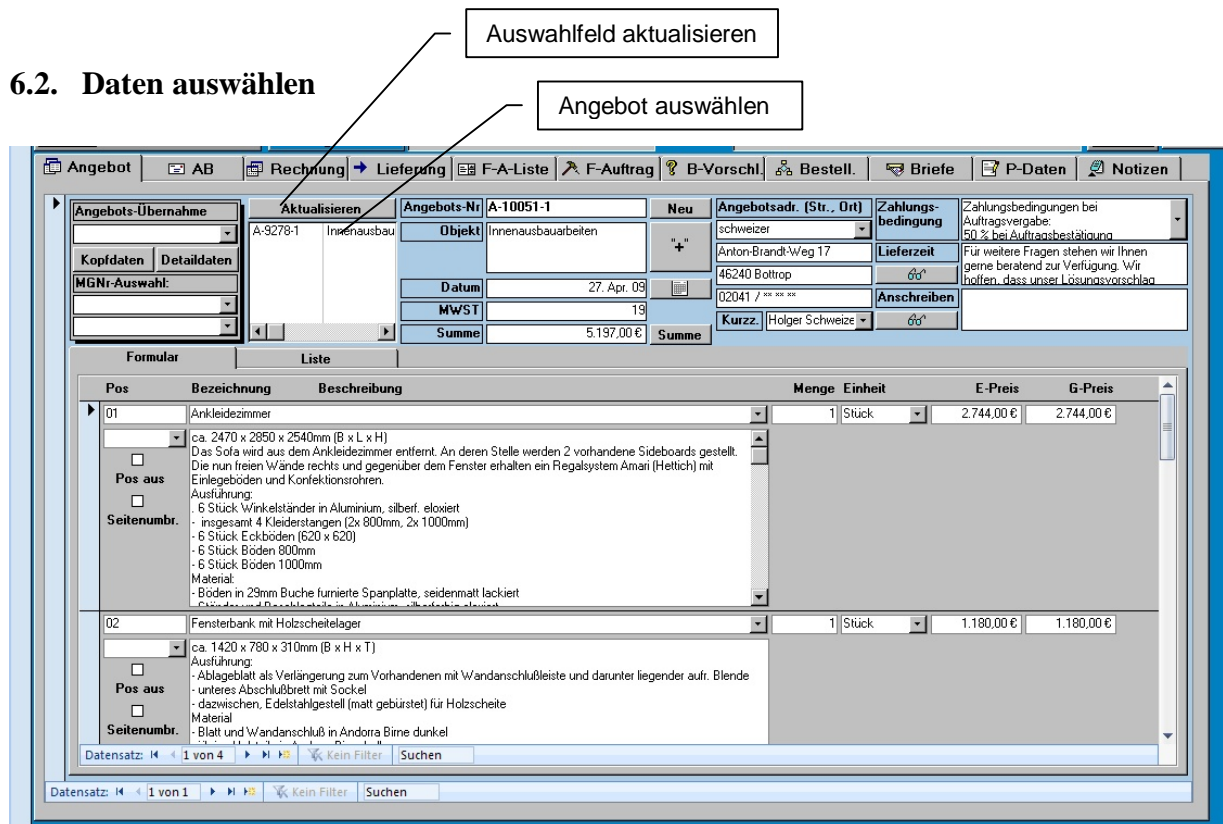 Auswahlfeld aktualisieren
6.2. Daten auswählen
Angebot auswählen
Angebot AB Rechnung Lieferung F-A-Liste F-Auftrag B-Vorschl. Bestell. Briefe P-Daten Notizen
Angebots-Übernahme
Kopfdaten Detaildaten
MGNr-Auswahl:
Aktualisieren
A-9278-1 Innenausbau
Angebots-Nr A-10051-1 Neu
Objekt Innenausbauarbeiten "+"
Datum 27. Apr. 09
MWST 19
Summe 5.197,00 € Summe
Angebotsadr. (Str., Ort)
schweizer
Anton-Brandt-Weg 17
46240 Bottrop
02041 / ×× ×× ××
Kurzz. Holger Schweize
Zahlungs-
bedingung
Zahlungsbedingungen bei
Auftragsvergabe:
50 % bei Auftragsbestätigung
Lieferzeit
Für weitere Fragen stehen wir Ihnen
gerne beratend zur Verfügung. Wir
hoffen, dass unser Lösungsvorschlag
Anschreiben
Formular Liste
Pos Bezeichnung Beschreibung Menge Einheit E-Preis G-Preis
01 Ankleidezimmer 1 Stück 2.744,00 € 2.744,00 €
ca. 2470 x 2850 x 2540mm (B x L x H)
Das Sofa wird aus dem Ankleidezimmer entfernt. An deren Stelle werden 2 vorhandene Sideboards gestellt.
Die nun freien Wände rechts und gegenüber dem Fenster erhalten ein Regalsystem Amari (Hettich) mit
Pos aus Einlegeböden und Konfektionsrohren.
Ausführung:
. 6 Stück Winkelständer in Aluminium, silberf. eloxiert
Seitenumbr. - insgesamt 4 Kleiderstangen (2x 800mm, 2x 1000mm)
- 6 Stück Eckböden (620 x 620)
- 6 Stück Böden 800mm
- 6 Stück Böden 1000mm
Material:
- Böden in 29mm Buche furnierte Spanplatte, seidenmatt lackiert
- Ständer und Beschlagteile in Aluminium, silberfarbig eloxiert
02 Fensterbank mit Holzscheitelager 1 Stück 1.180,00 € 1.180,00 €
ca. 1420 x 780 x 310mm (B x H x T)
Ausführung:
- Ablageblatt als Verlängerung zum Vorhandenen mit Wandanschlußleiste und darunter liegender aufr. Blende
Pos aus - unteres Abschlußbrett mit Sockel
- dazwischen, Edelstahlgestell (matt gebürstet) für Holzscheite
Material
Seitenumbr. - Blatt und Wandanschluß in Andorra Birne dunkel
Datensatz: 1 von 4 Kein Filter Suchen
Datensatz: 1 von 1 Kein Filter Suchen